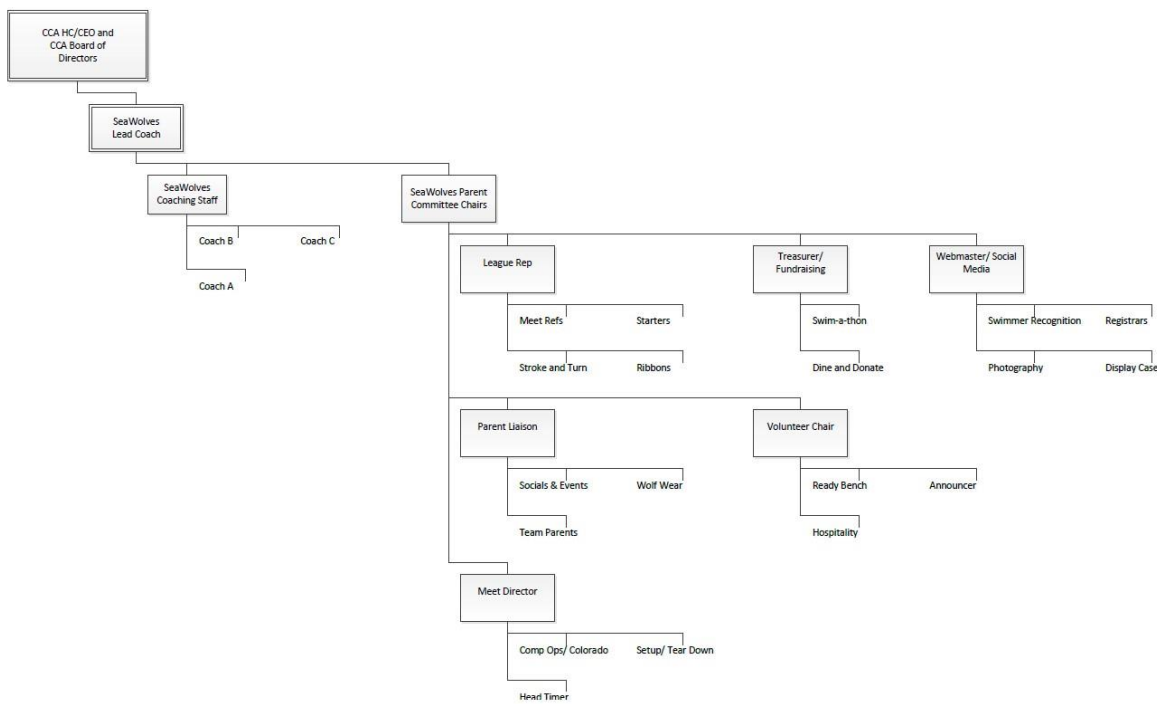 CCA HC/CEO and
CCA Board of
Directors
SeaWolves
Lead Coach
SeaWolves
Coaching Staff
SeaWolves Parent
Committee Chairs
Coach B
Coach C
Coach A
League Rep
Treasurer/
Fundraising
Webmaster/ Social
Media
Meet Refs
Starters
Swim-a-thon
Swimmer Recognition
Registrars
Stroke and Turn
Ribbons
Dine and Donate
Photography
Display Case
Parent Liaison
Volunteer Chair
Socials & Events
Wolf Wear
Ready Bench
Announcer
Team Parents
Hospitality
Meet Director
Comp Ops/ Colorado
Setup/ Tear Down
Head Timer